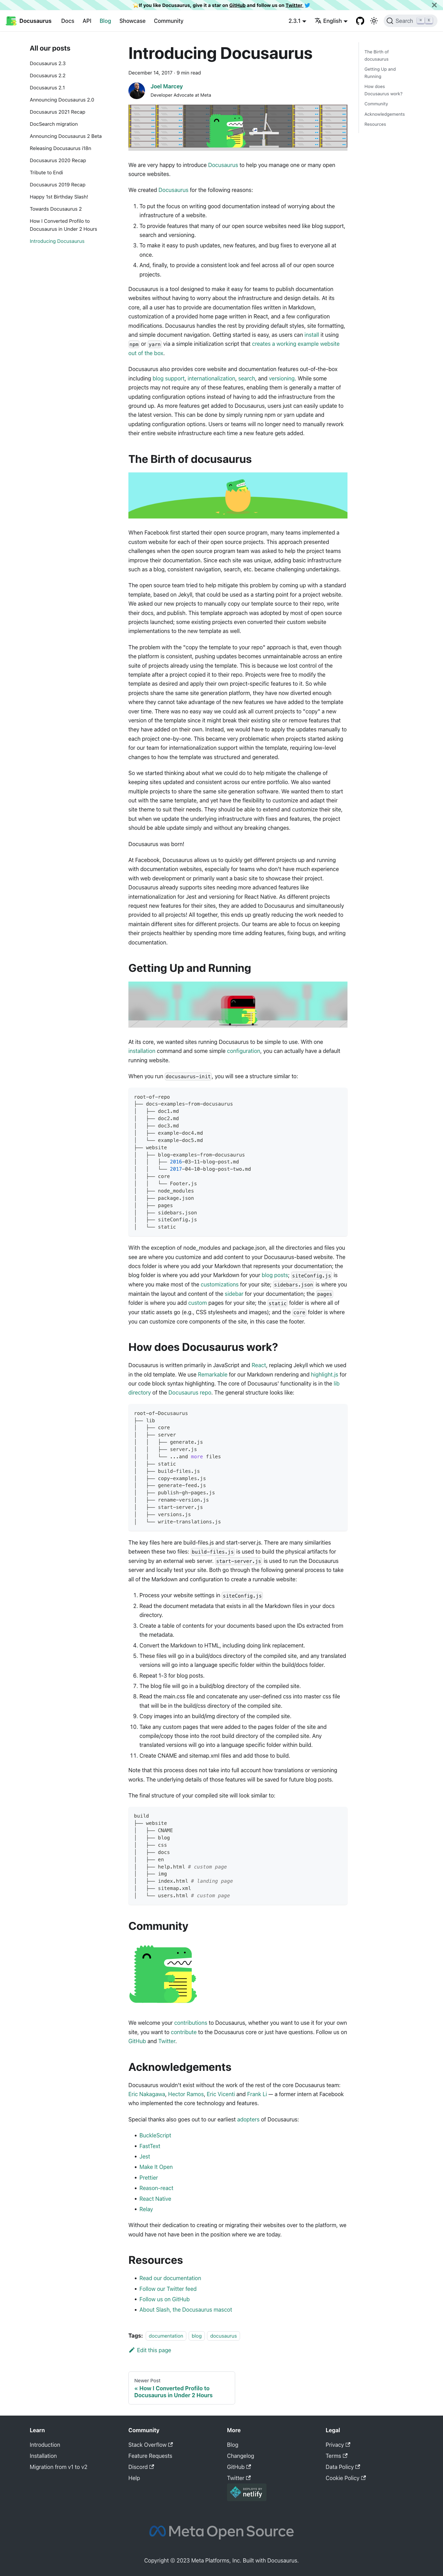 ⭐️ If you like Docusaurus, give it a star on GitHub and follow us on Twitter
Docusaurus
Docs
API
Blog
Showcase
Community
2.3.1
English
Search
K
All our posts
Docusaurus 2.3
Docusaurus 2.2
Docusaurus 2.1
Announcing Docusaurus 2.0
Docusaurus 2021 Recap
DocSearch migration
Announcing Docusaurus 2 Beta
Releasing Docusaurus i18n
Docusaurus 2020 Recap
Tribute to Endi
Docusaurus 2019 Recap
Happy 1st Birthday Slash!
Towards Docusaurus 2
How I Converted Profilo to
Docusaurus in Under 2 Hours
Introducing Docusaurus
Introducing Docusaurus
December 14, 2017 · 9 min read
Joel Marcey
Developer Advocate at Meta
We are very happy to introduce Docusaurus to help you manage one or many open
source websites.
We created Docusaurus for the following reasons:
1. To put the focus on writing good documentation instead of worrying about the
infrastructure of a website.
2. To provide features that many of our open source websites need like blog support,
search and versioning.
3. To make it easy to push updates, new features, and bug fixes to everyone all at
once.
4. And, finally, to provide a consistent look and feel across all of our open source
projects.
Docusaurus is a tool designed to make it easy for teams to publish documentation
websites without having to worry about the infrastructure and design details. At its
core, all a user has to provide are documentation files written in Markdown,
customization of a provided home page written in React, and a few configuration
modifications. Docusaurus handles the rest by providing default styles, site formatting,
and simple document navigation. Getting started is easy, as users can install it using
npm or yarn via a simple initialization script that creates a working example website
out of the box.
Docusaurus also provides core website and documentation features out-of-the-box
including blog support, internationalization, search, and versioning. While some
projects may not require any of these features, enabling them is generally a matter of
updating configuration options instead of having to add the infrastructure from the
ground up. As more features get added to Docusaurus, users just can easily update to
the latest version. This can be done by simply running npm or yarn update and
updating configuration options. Users or teams will no longer need to manually rework
their entire website infrastructure each time a new feature is added.
The Birth of docusaurus
When Facebook first started their open source program, many teams implemented a
custom website for each of their open source projects. This approach presented
challenges when the open source program team was asked to help the project teams
improve their documentation. Since each site was unique, adding basic infrastructure
such as a blog, consistent navigation, search, etc. became challenging undertakings.
The open source team tried to help mitigate this problem by coming up with a standard
template, based on Jekyll, that could be used as a starting point for a project website.
We asked our new projects to manually copy our template source to their repo, write
their docs, and publish. This template approach was adopted by most of open source
projects launched; some existing projects even converted their custom website
implementations to the new template as well.
The problem with the "copy the template to your repo" approach is that, even though
the platform is consistent, pushing updates becomes unmaintainable across an entire
suite of projects already using the template. This is because we lost control of the
template after a project copied it to their repo. Projects were free to modify the
template as desired and apply their own project-specific features to it. So while
projects share the same site generation platform, they have now diverted enough
where they cannot take advantage of the new features we added to the template
over time. There was no easy way we could ask all current projects to "copy" a new
version of the template since it might break their existing site or remove features that
they have added on their own. Instead, we would have to apply the updates manually
to each project one-by-one. This became very problematic when projects started asking
for for more internationalization support within the template, requiring low-level
changes to how the template was structured and generated.
So we started thinking about what we could do to help mitigate the challenge of
keeping sites updated and consistent across our entire portfolio. We also wanted
multiple projects to share the same site generation software. We wanted them to start
out with the same template, and yet have the flexibility to customize and adapt their site
theme to suit their needs. They should be able to extend and customize their site,
but when we update the underlying infrastructure with fixes and features, the project
should be able update simply and without any breaking changes.
Docusaurus was born!
At Facebook, Docusaurus allows us to quickly get different projects up and running
with documentation websites, especially for teams who don't have much experience
with web development or primarily want a basic site to showcase their project.
Docusaurus already supports sites needing more advanced features like
internationalization for Jest and versioning for React Native. As different projects
request new features for their sites, they are added to Docusaurus and simultaneously
provided to all projects! All together, this ends up greatly reducing the work needed to
maintain different sites for different projects. Our teams are able to focus on keeping
their projects healthier by spending more time adding features, fixing bugs, and writing
documentation.
Getting Up and Running
At its core, we wanted sites running Docusaurus to be simple to use. With one
installation command and some simple configuration, you can actually have a default
running website.
When you run docusaurus-init, you will see a structure similar to:
root-of-repo
├── docs-examples-from-docusaurus
│   ├── doc1.md
│   ├── doc2.md
│   ├── doc3.md
│   ├── example-doc4.md
│   └── example-doc5.md
├── website
│   ├── blog-examples-from-docusaurus
│   │   ├── 2016-03-11-blog-post.md
│   │   └── 2017-04-10-blog-post-two.md
│   ├── core
│   │   └── Footer.js
│   ├── node_modules
│   ├── package.json
│   ├── pages
│   ├── sidebars.json
│   ├── siteConfig.js
│   └── static
With the exception of node_modules and package.json, all the directories and files you
see are where you customize and add content to your Docusaurus-based website. The
docs folder is where you add your Markdown that represents your documentation; the
blog folder is where you add your Markdown for your blog posts; siteConfig.js is
where you make most of the customizations for your site; sidebars.json is where you
maintain the layout and content of the sidebar for your documentation; the pages
folder is where you add custom pages for your site; the static folder is where all of
your static assets go (e.g., CSS stylesheets and images); and the core folder is where
you can customize core components of the site, in this case the footer.
How does Docusaurus work?
Docusaurus is written primarily in JavaScript and React, replacing Jekyll which we used
in the old template. We use Remarkable for our Markdown rendering and highlight.js for
our code block syntax highlighting. The core of Docusaurus' functionality is in the lib
directory of the Docusaurus repo. The general structure looks like:
root-of-Docusaurus
├── lib
│   ├── core
│   ├── server
│   │   ├── generate.js
│   │   ├── server.js
│   │   └── ...and more files
│   ├── static
│   ├── build-files.js
│   ├── copy-examples.js
│   ├── generate-feed.js
│   ├── publish-gh-pages.js
│   ├── rename-version.js
│   ├── start-server.js
│   ├── versions.js
│   └── write-translations.js
The key files here are build-files.js and start-server.js. There are many similarities
between these two files: build-files.js is used to build the physical artifacts for
serving by an external web server. start-server.js is used to run the Docusaurus
server and locally test your site. Both go through the following general process to take
all of the Markdown and configuration to create a runnable website:
1. Process your website settings in siteConfig.js
2. Read the document metadata that exists in all the Markdown files in your docs
directory.
3. Create a table of contents for your documents based upon the IDs extracted from
the metadata.
4. Convert the Markdown to HTML, including doing link replacement.
5. These files will go in a build/docs directory of the compiled site, and any translated
versions will go into a language specific folder within the build/docs folder.
6. Repeat 1-3 for blog posts.
7. The blog file will go in a build/blog directory of the compiled site.
8. Read the main.css file and concatenate any user-defined css into master css file
that will be in the build/css directory of the compiled site.
9. Copy images into an build/img directory of the compiled site.
10. Take any custom pages that were added to the pages folder of the site and
compile/copy those into the root build directory of the compiled site. Any
translated versions will go into a language specific folder within build.
11. Create CNAME and sitemap.xml files and add those to build.
Note that this process does not take into full account how translations or versioning
works. The underlying details of those features will be saved for future blog posts.
The final structure of your compiled site will look similar to:
build
├── website
│   ├── CNAME
│   ├── blog
│   ├── css
│   ├── docs
│   ├── en
│   ├── help.html # custom page
│   ├── img
│   ├── index.html # landing page
│   ├── sitemap.xml
│   └── users.html # custom page
Community
We welcome your contributions to Docusaurus, whether you want to use it for your own
site, you want to contribute to the Docusaurus core or just have questions. Follow us on
GitHub and Twitter.
Acknowledgements
Docusaurus wouldn't exist without the work of the rest of the core Docusaurus team:
Eric Nakagawa, Hector Ramos, Eric Vicenti and Frank Li — a former intern at Facebook
who implemented the core technology and features.
Special thanks also goes out to our earliest adopters of Docusaurus:
• BuckleScript
• FastText
• Jest
• Make It Open
• Prettier
• Reason-react
• React Native
• Relay
Without their dedication to creating or migrating their websites over to the platform, we
would have not have been in the position where we are today.
Resources
• Read our documentation
• Follow our Twitter feed
• Follow us on GitHub
• About Slash, the Docusaurus mascot
Tags: documentation blog docusaurus
Edit this page
Newer Post
« How I Converted Profilo to
Docusaurus in Under 2 Hours
The Birth of
docusaurus
Getting Up and
Running
How does
Docusaurus work?
Community
Acknowledgements
Resources
Learn
Introduction
Installation
Migration from v1 to v2
Community
Stack Overflow
Feature Requests
Discord
Help
More
Blog
Changelog
GitHub
Twitter
DEPLOYS BY
netlify
Legal
Privacy
Terms
Data Policy
Cookie Policy
Meta Open Source
Copyright © 2023 Meta Platforms, Inc. Built with Docusaurus.